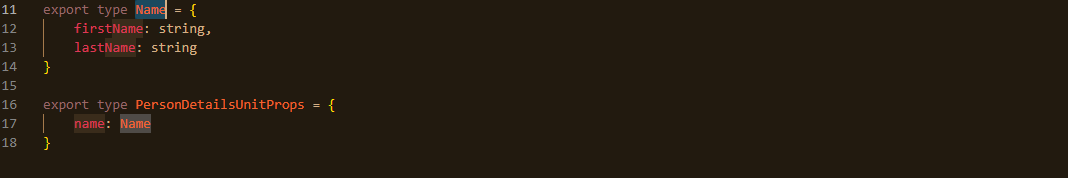 11 export type Name = {
12 firstName: string,
13 lastName: string
14 }
15
16 export type PersonDetailsUnitProps = {
17 name: Name
18 }